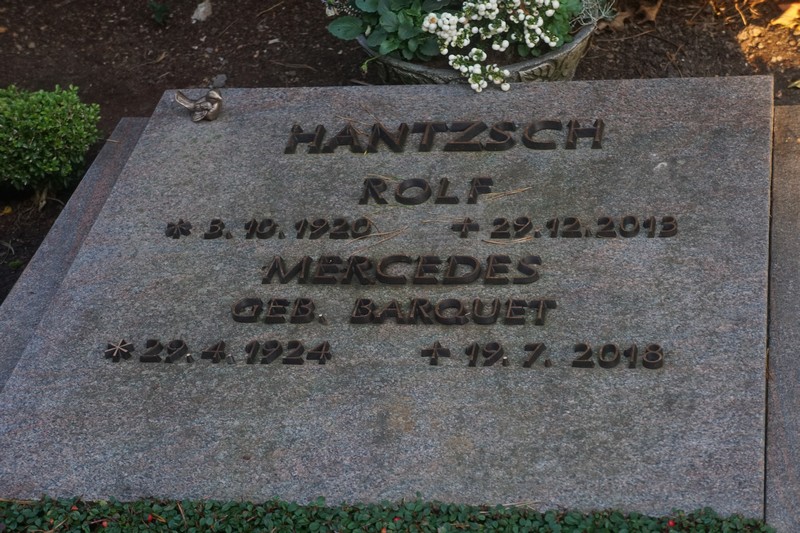 HANTZSCH
ROLF
* 3. 10. 1920 + 29.12.2013
MERCEDES
GEB. BARQUET
* 29. 4. 1924 + 19. 7. 2018